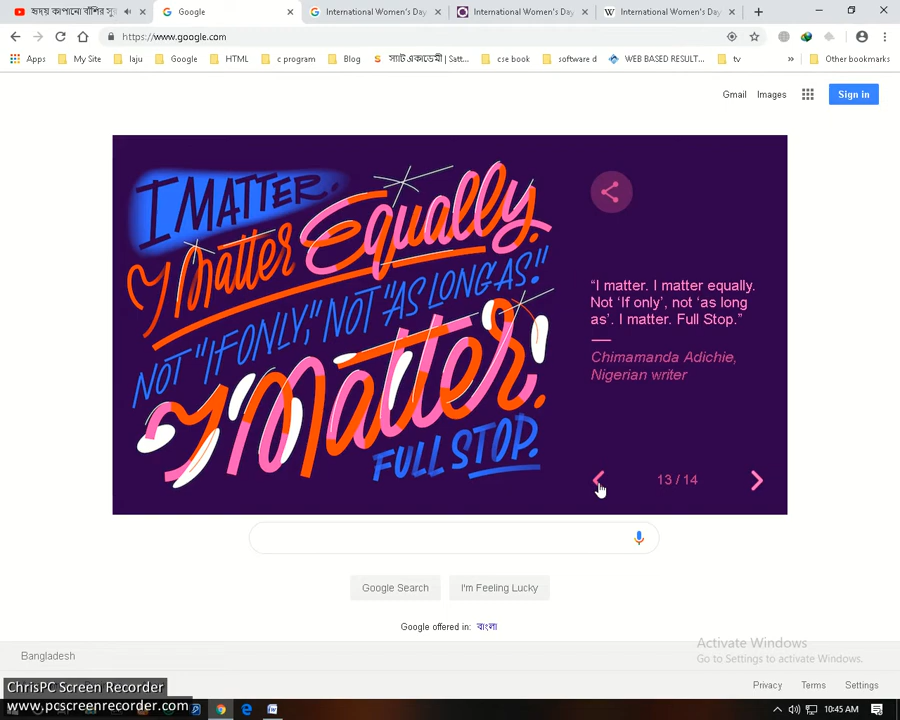 হৃদয় কাপানো বাঁশির সুর
Google
International Women's Day
International Women's Day
International Women's Day
https://www.google.com
Apps
My Site
laju
Google
HTML
c program
Blog
স্যাট একাডেমী | Satt...
cse book
software d
WEB BASED RESULT...
tv
Other bookmarks
Gmail
Images
Sign in
I MATTER.
I Matter Equally.
NOT "IF ONLY," NOT "AS LONG AS."
I Matter.
FULL STOP.
“I matter. I matter equally.
Not ‘If only’, not ‘as long
as’. I matter. Full Stop.”
Chimamanda Adichie,
Nigerian writer
13 / 14
Google Search
I'm Feeling Lucky
Google offered in: বাংলা
Activate Windows
Go to Settings to activate Windows.
Bangladesh
Privacy
Terms
Settings
ChrisPC Screen Recorder
www.pcscreenrecorder.com
10:45 AM